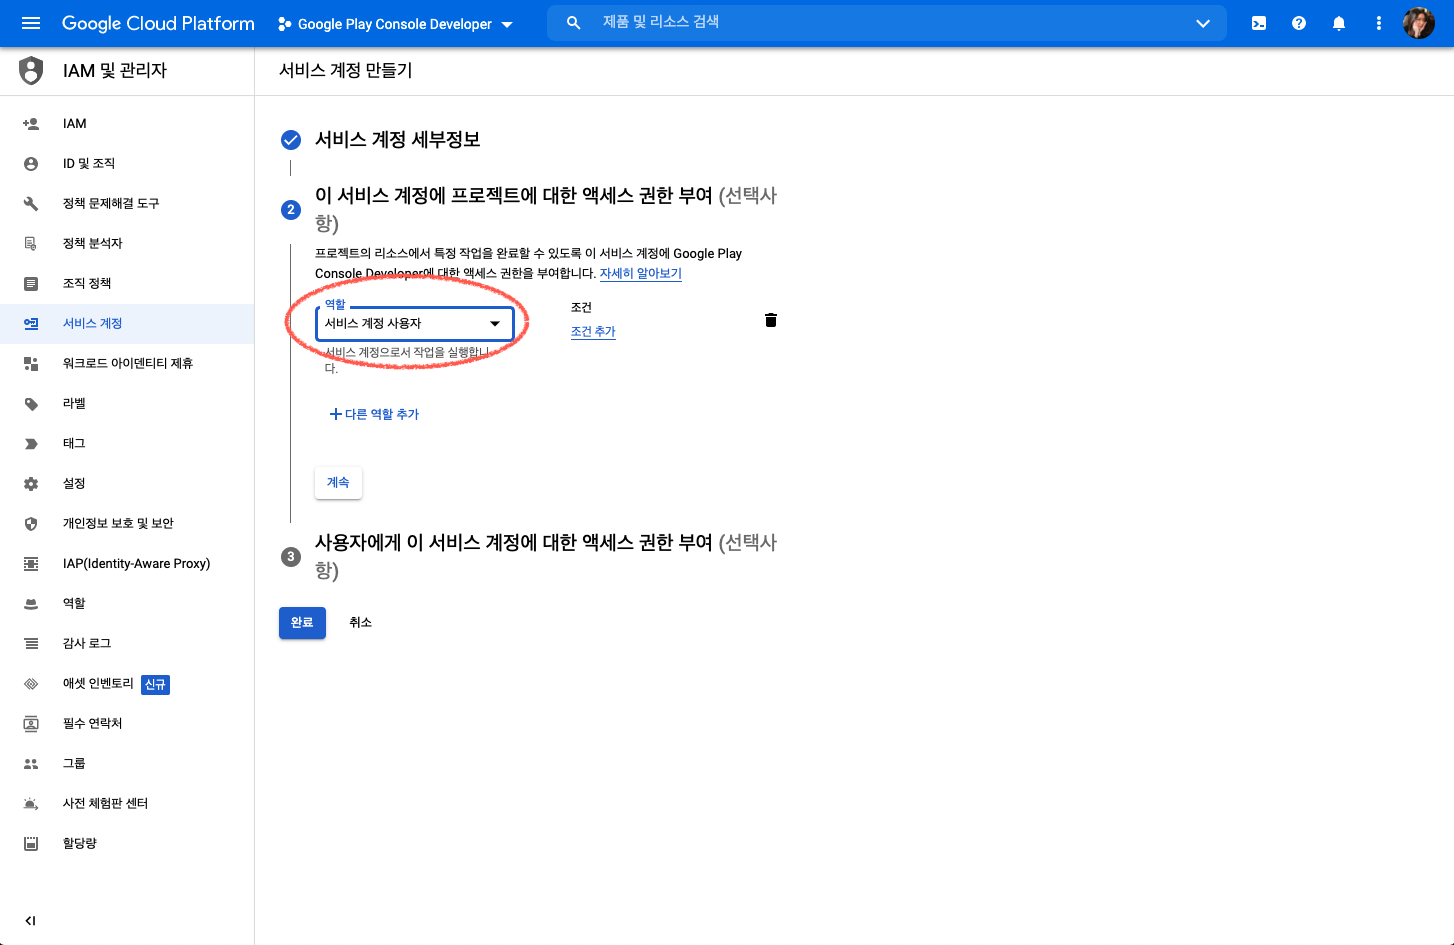 Google Cloud Platform
Google Play Console Developer
제품 및 리소스 검색
IAM 및 관리자
서비스 계정 만들기
IAM
ID 및 조직
정책 문제해결 도구
정책 분석자
조직 정책
서비스 계정
워크로드 아이덴티티 제휴
라벨
태그
설정
개인정보 보호 및 보안
IAP(Identity-Aware Proxy)
역할
감사 로그
애셋 인벤토리 신규
필수 연락처
그룹
사전 체험판 센터
할당량
서비스 계정 세부정보
2
이 서비스 계정에 프로젝트에 대한 액세스 권한 부여 (선택사
항)
프로젝트의 리소스에서 특정 작업을 완료할 수 있도록 이 서비스 계정에 Google Play
Console Developer에 대한 액세스 권한을 부여합니다. 자세히 알아보기
역할
서비스 계정 사용자
서비스 계정으로서 작업을 실행합니
다.
조건
조건 추가
다른 역할 추가
계속
3
사용자에게 이 서비스 계정에 대한 액세스 권한 부여 (선택사
항)
완료
취소